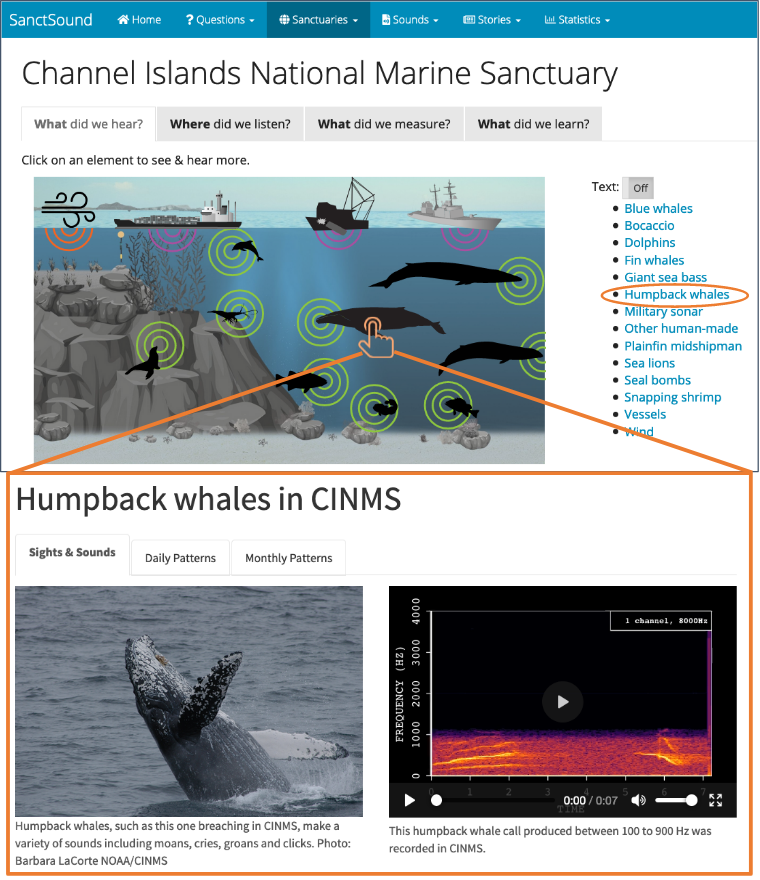 SanctSound Home Questions Sanctuaries Sounds Stories Statistics
Channel Islands National Marine Sanctuary
What did we hear? Where did we listen? What did we measure? What did we learn?
Click on an element to see & hear more.
Text: Off
Blue whales
Bocaccio
Dolphins
Fin whales
Giant sea bass
Humpback whales
Military sonar
Other human-made
Plainfin midshipman
Sea lions
Seal bombs
Snapping shrimp
Vessels
Wind
Humpback whales in CINMS
Sights & Sounds Daily Patterns Monthly Patterns
1 channel, 8000Hz
FREQUENCY (HZ)
4000
3000
2000
1000
0
0 1 2 3 4 5 6 7
TIME
0:00 / 0:07
Humpback whales, such as this one breaching in CINMS, make a
variety of sounds including moans, cries, groans and clicks. Photo:
Barbara LaCorte NOAA/CINMS
This humpback whale call produced between 100 to 900 Hz was
recorded in CINMS.